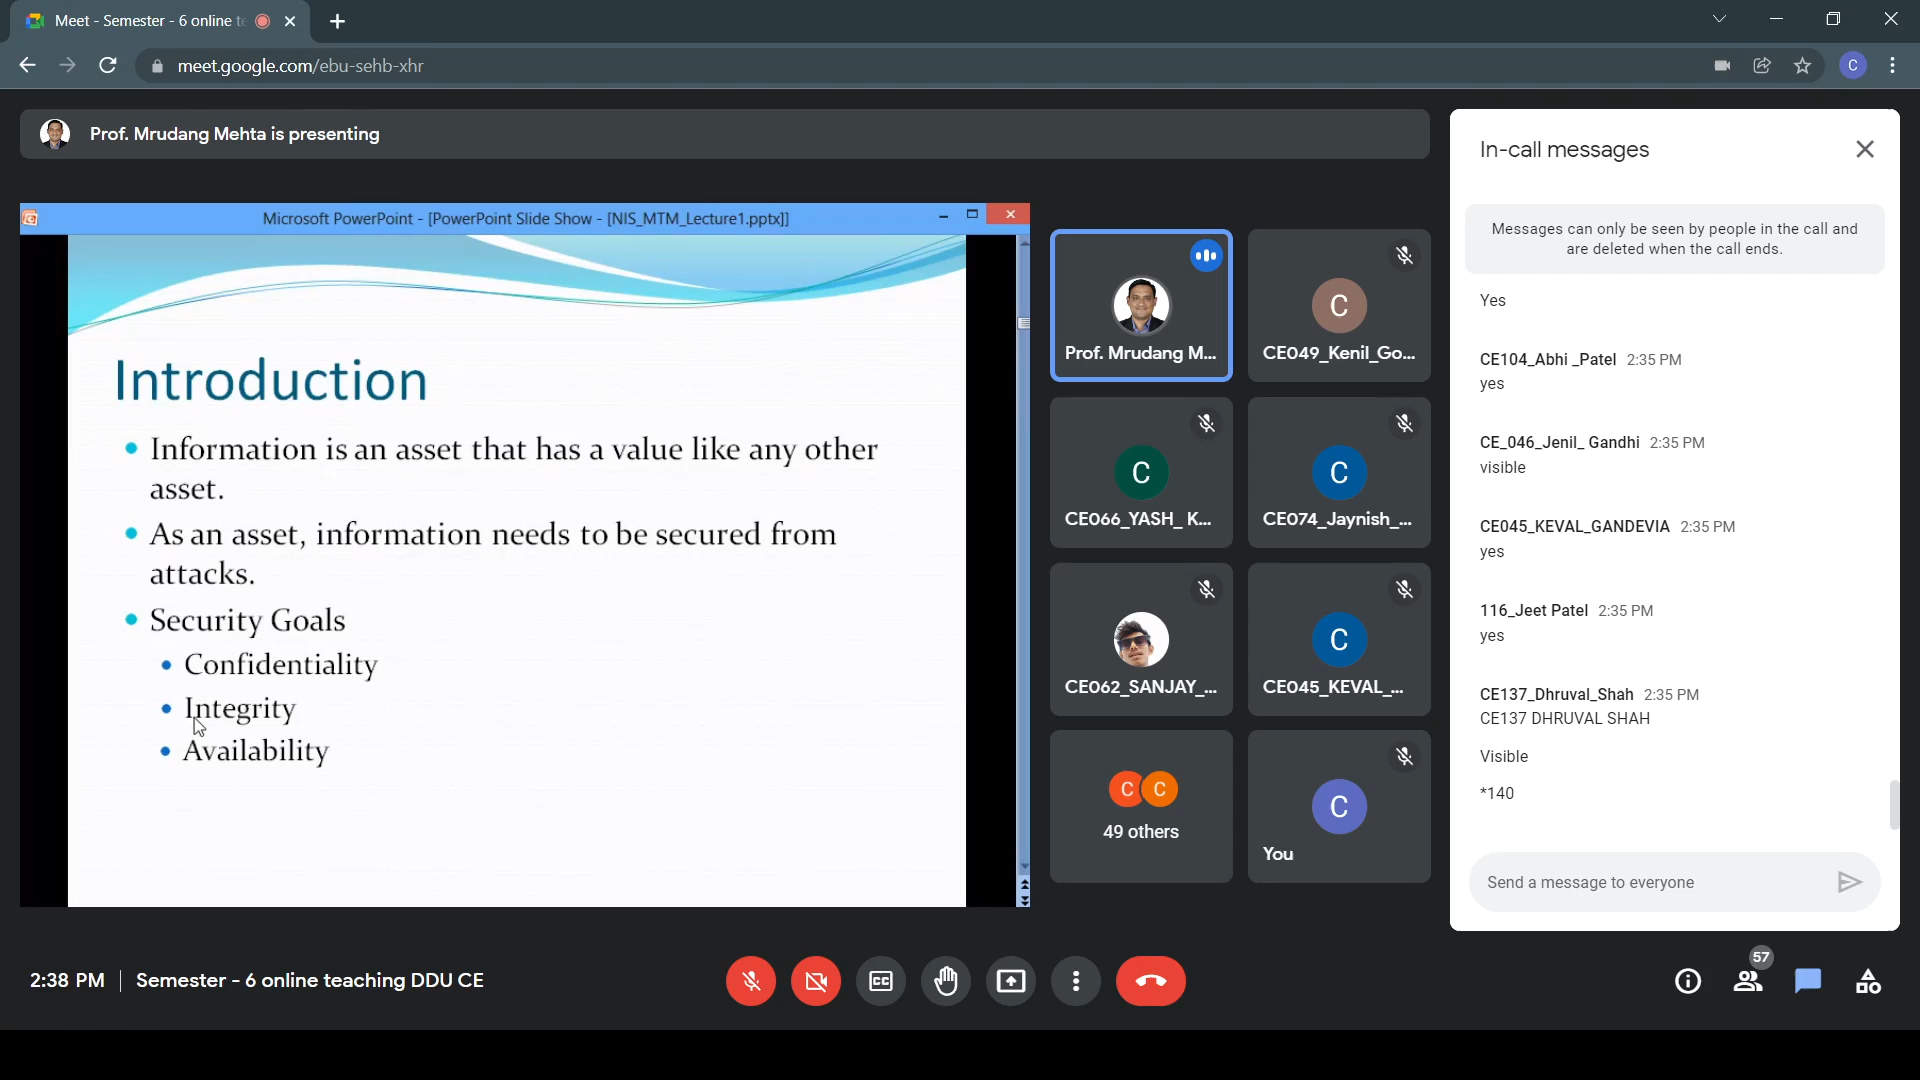 Meet - Semester - 6 online te
meet.google.com/ebu-sehb-xhr
C
Prof. Mrudang Mehta is presenting
Microsoft PowerPoint - [PowerPoint Slide Show - [NIS_MTM_Lecture1.pptx]]
Introduction
Information is an asset that has a value like any other
asset.
As an asset, information needs to be secured from
attacks.
Security Goals
Confidentiality
Integrity
Availability
Prof. Mrudang M...
C
CE049_Kenil_Go...
C
CE066_YASH_ K...
C
CE074_Jaynish_...
CE062_SANJAY_...
C
CE045_KEVAL_...
C C
49 others
C
You
In-call messages
Messages can only be seen by people in the call and
are deleted when the call ends.
Yes
CE104_Abhi _Patel 2:35 PM
yes
CE_046_Jenil_ Gandhi 2:35 PM
visible
CE045_KEVAL_GANDEVIA 2:35 PM
yes
116_Jeet Patel 2:35 PM
yes
CE137_Dhruval_Shah 2:35 PM
CE137 DHRUVAL SHAH
Visible
*140
Send a message to everyone
2:38 PM | Semester - 6 online teaching DDU CE
CC
57